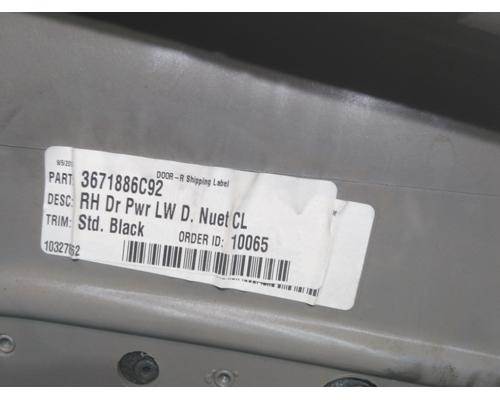 DOOR-R Shipping Label
PART: 3671886C92
DESC: RH Dr Pwr LW D. Nuet CL
TRIM: Std. Black
ORDER ID: 10065